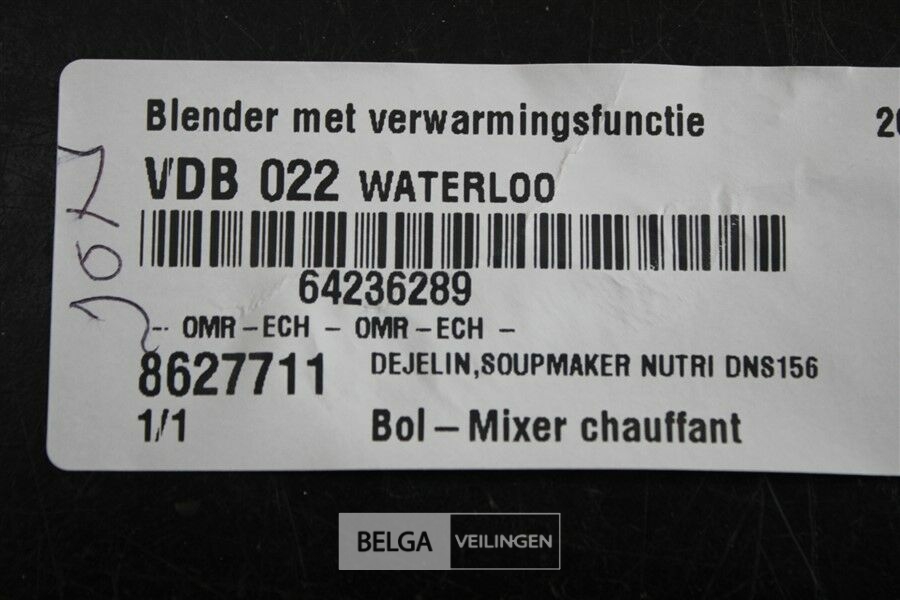 Blender met verwarmingsfunctie
VDB 022 WATERLOO
64236289
-- OMR-ECH - OMR-ECH -
8627711 DEJELIN,SOUPMAKER NUTRI DNS156
1/1 Bol-Mixer chauffant
BELGA VEILINGEN